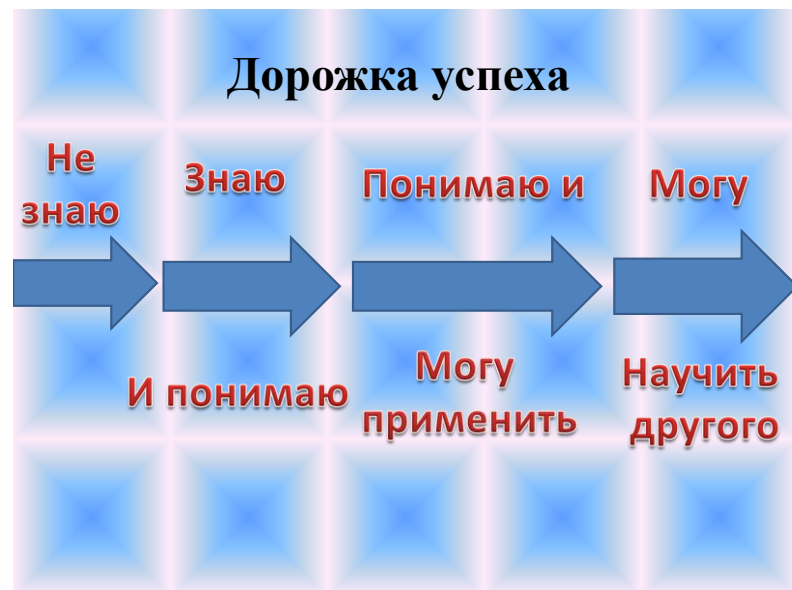 Дорожка успеха
Не
знаю
Знаю
И понимаю
Понимаю и
Могу
применить
Могу
Научить
другого